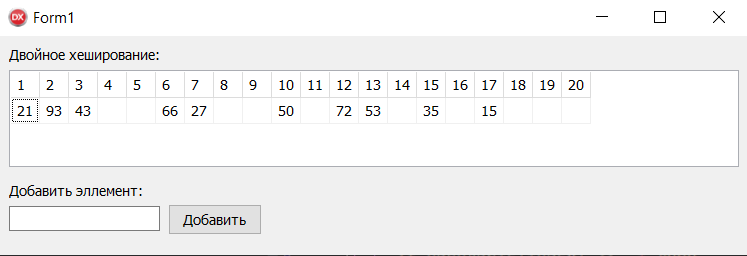 DX Form1
Двойное хеширование:
1 2 3 4 5 6 7 8 9 10 11 12 13 14 15 16 17 18 19 20
21 93 43 66 27 50 72 53 35 15
Добавить эллемент:
Добавить